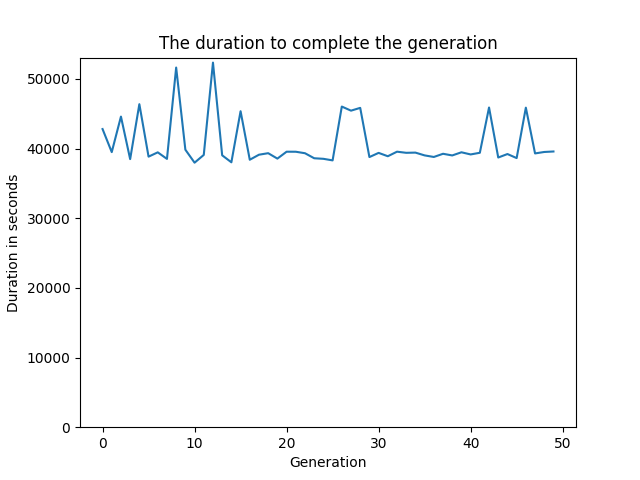 The duration to complete the generation
50000
40000
30000
20000
10000
0
Duration in seconds
0 10 20 30 40 50
Generation